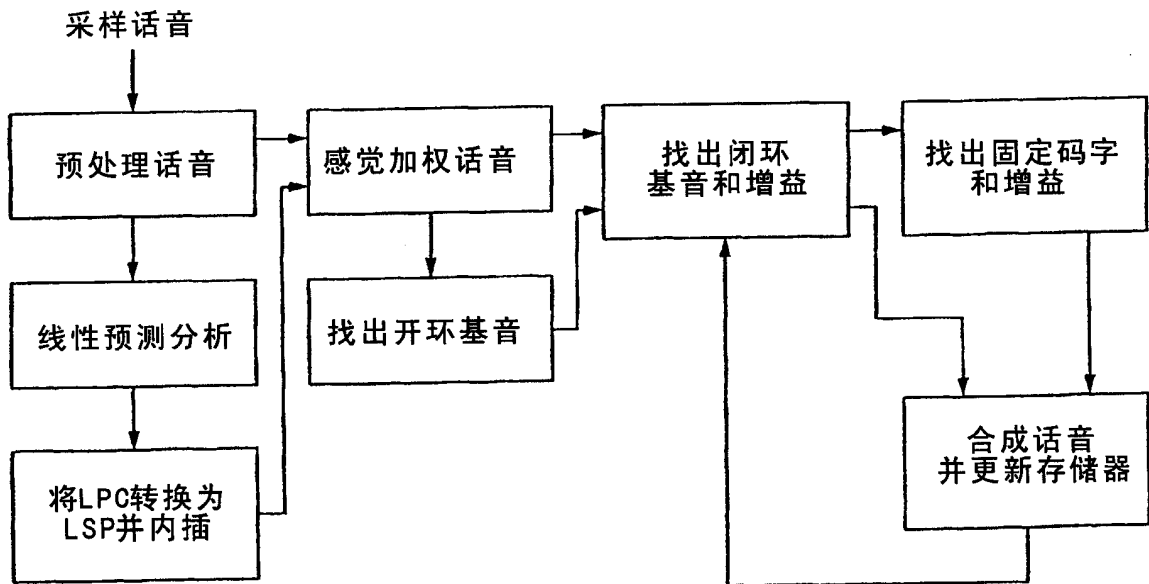 采样话音
预处理话音
感觉加权话音
找出闭环
基音和增益
找出固定码字
和增益
线性预测分析
找出开环基音
将LPC转换为
LSP并内插
合成话音
并更新存储器